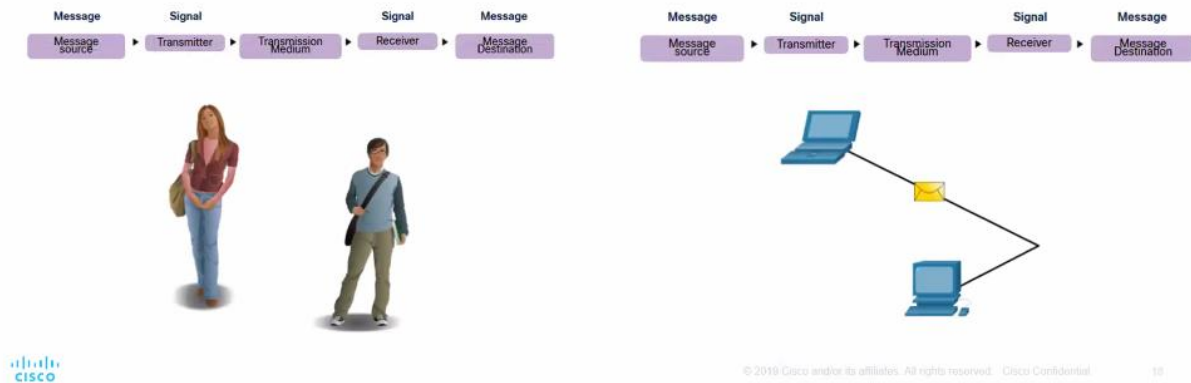 Message Signal Signal Message
Message source Transmitter Transmission Medium Receiver Message Destination
Message Signal Signal Message
Message source Transmitter Transmission Medium Receiver Message Destination
CISCO
© 2019 Cisco and/or its affiliates. All rights reserved. Cisco Confidential
18